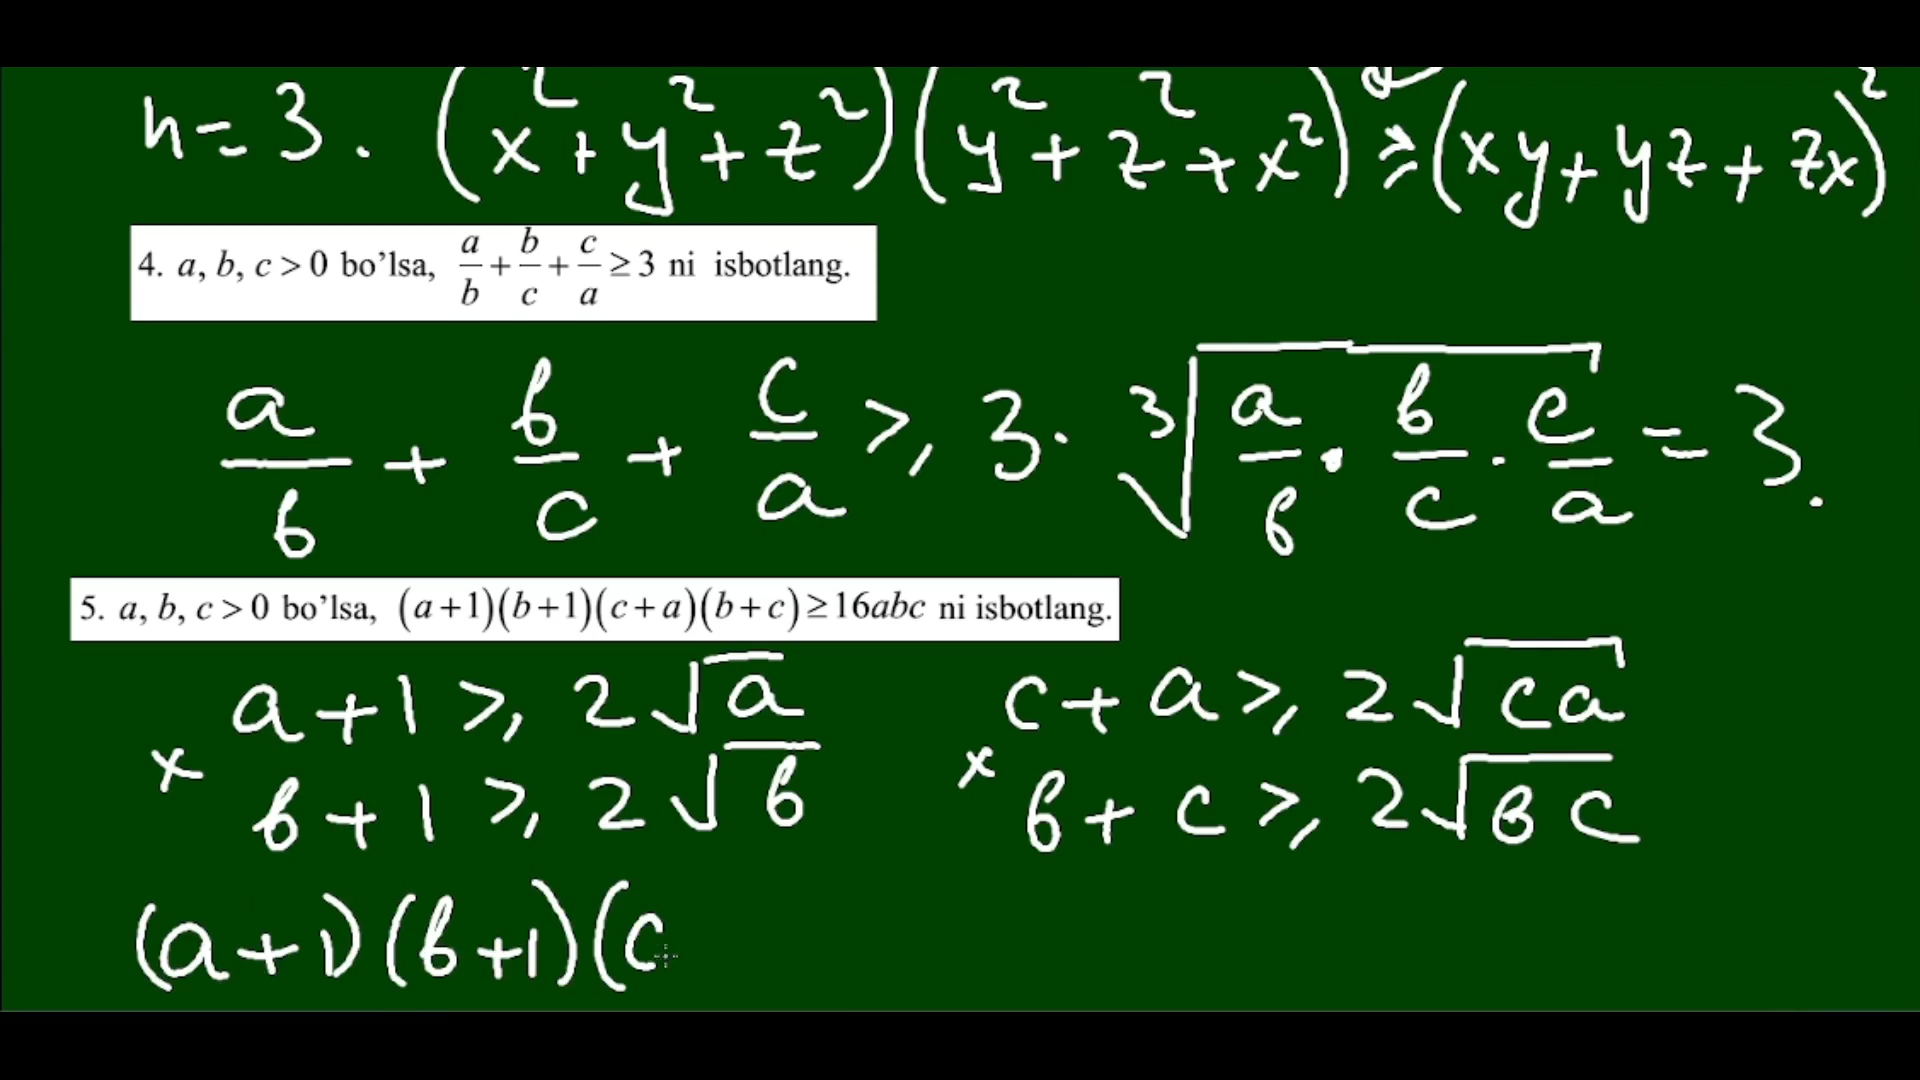 n=3. (x²+y²+z²)(y²+z²+x²)≥(xy+yz+zx)²
4. a, b, c > 0 bo’lsa, a/b + b/c + c/a ≥ 3 ni isbotlang.
a/b + b/c + c/a ≥ 3·∛(a/b · b/c · c/a) = 3.
5. a, b, c > 0 bo’lsa, (a+1)(b+1)(c+a)(b+c) ≥ 16abc ni isbotlang.
a+1 ≥ 2√a c+a ≥ 2√ca
x x
b+1 ≥ 2√b b+c ≥ 2√bc
(a+1)(b+1)(c